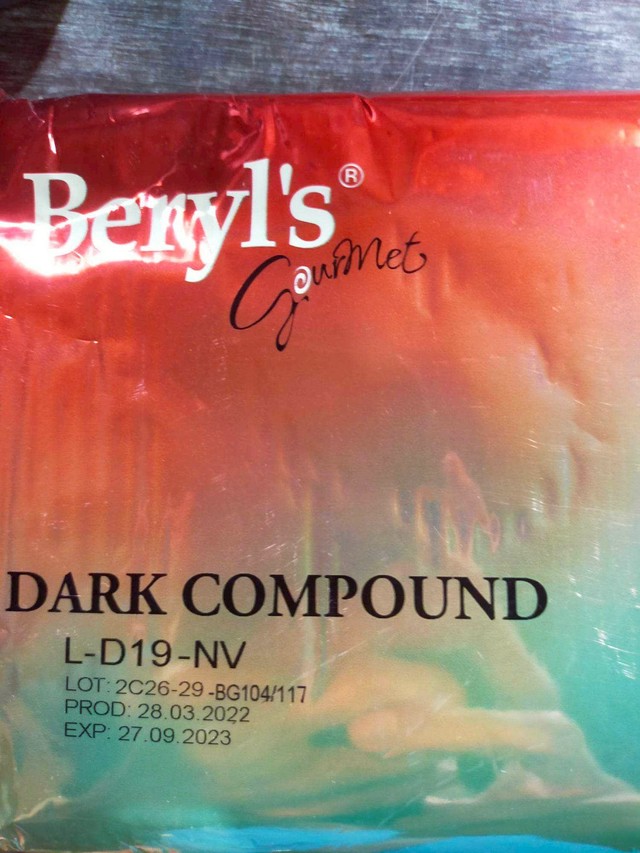 Beryl's®
Gourmet
DARK COMPOUND
L-D19-NV
LOT: 2C26-29 -BG104/117
PROD: 28.03.2022
EXP: 27.09.2023